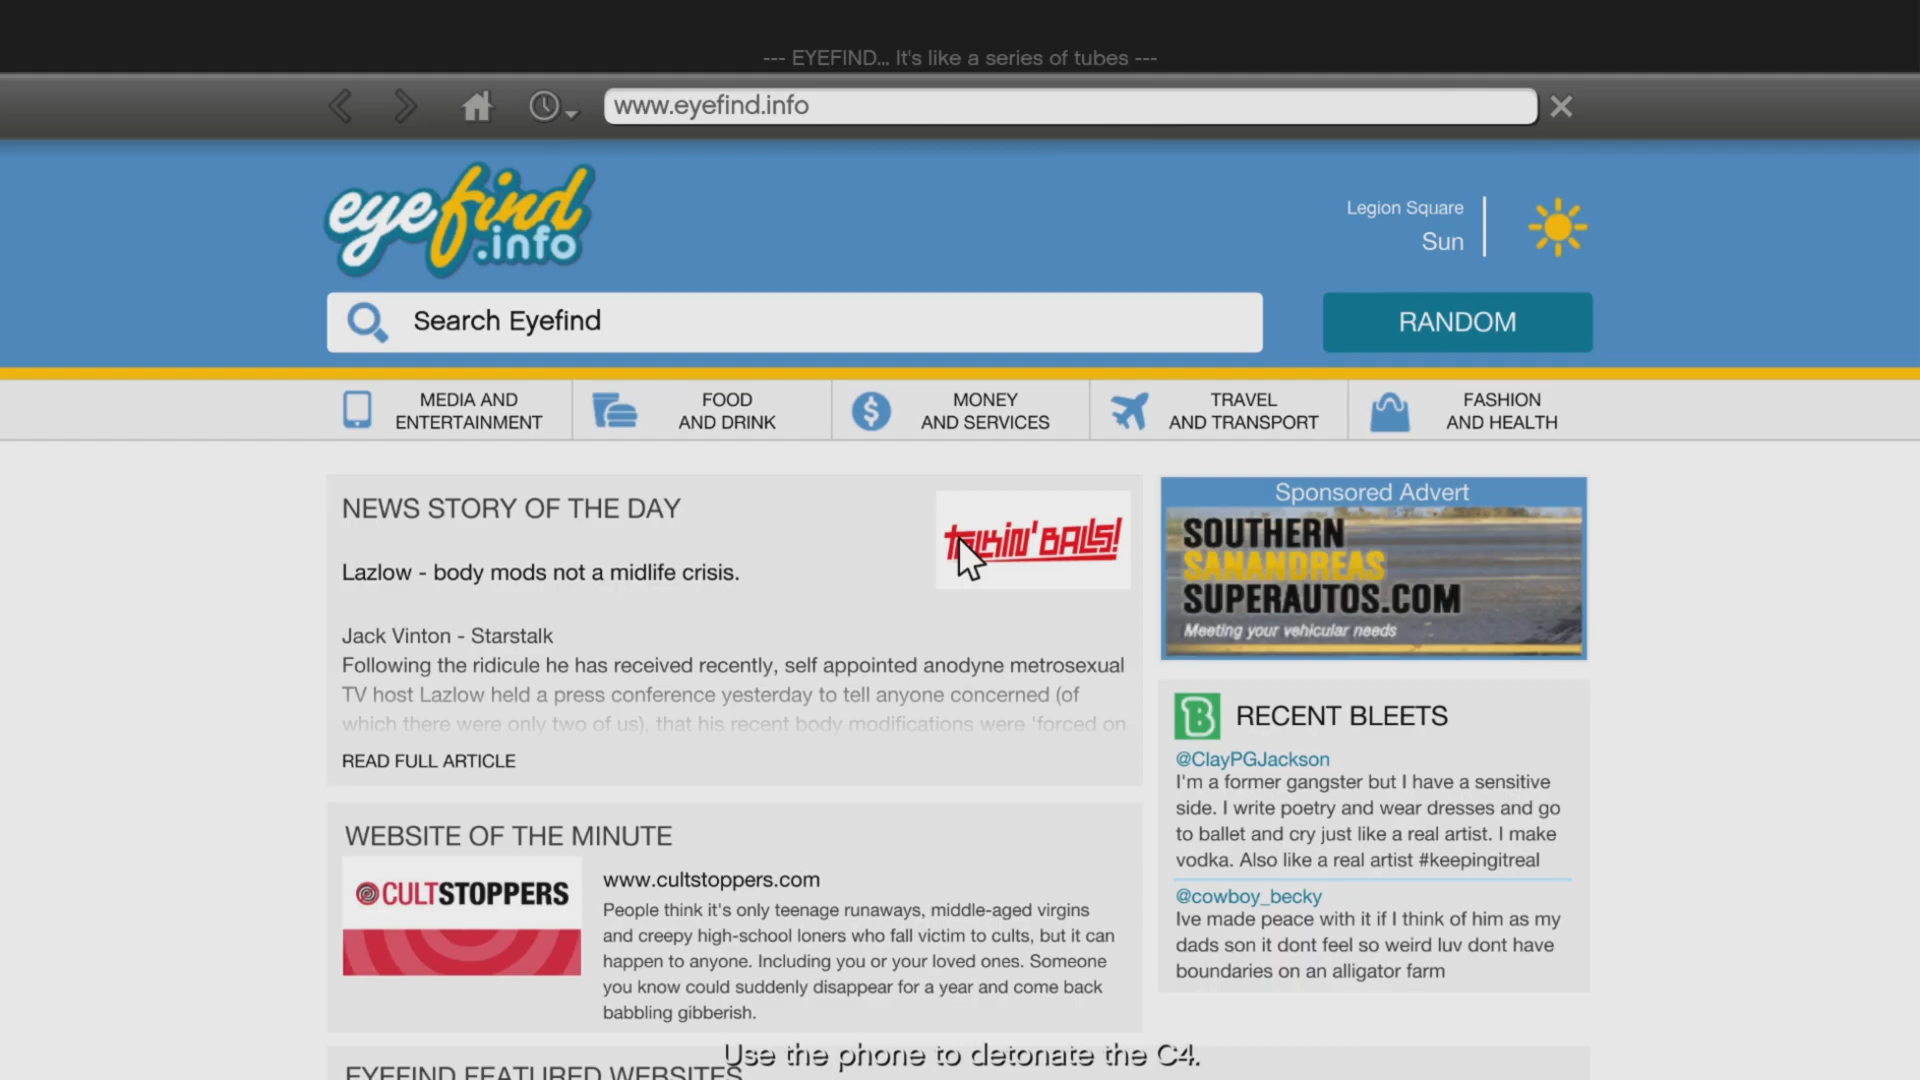 --- EYEFIND... It's like a series of tubes ---
www.eyefind.info
eyefind
.info
Legion Square
Sun
Search Eyefind
RANDOM
MEDIA AND
ENTERTAINMENT
FOOD
AND DRINK
MONEY
AND SERVICES
TRAVEL
AND TRANSPORT
FASHION
AND HEALTH
NEWS STORY OF THE DAY
talkin' BALLS!
Lazlow - body mods not a midlife crisis.
Jack Vinton - Starstalk
Following the ridicule he has received recently, self appointed anodyne metrosexual
TV host Lazlow held a press conference yesterday to tell anyone concerned (of
which there were only two of us), that his recent body modifications were 'forced on
READ FULL ARTICLE
Sponsored Advert
SOUTHERN
SANANDREAS
SUPERAUTOS.COM
Meeting your vehicular needs
B RECENT BLEETS
@ClayPGJackson
I'm a former gangster but I have a sensitive
side. I write poetry and wear dresses and go
to ballet and cry just like a real artist. I make
vodka. Also like a real artist #keepingitreal
@cowboy_becky
Ive made peace with it if I think of him as my
dads son it dont feel so weird luv dont have
boundaries on an alligator farm
WEBSITE OF THE MINUTE
CULTSTOPPERS
www.cultstoppers.com
People think it's only teenage runaways, middle-aged virgins
and creepy high-school loners who fall victim to cults, but it can
happen to anyone. Including you or your loved ones. Someone
you know could suddenly disappear for a year and come back
babbling gibberish.
Use the phone to detonate the C4.
EYEFIND FEATURED WEBSITES